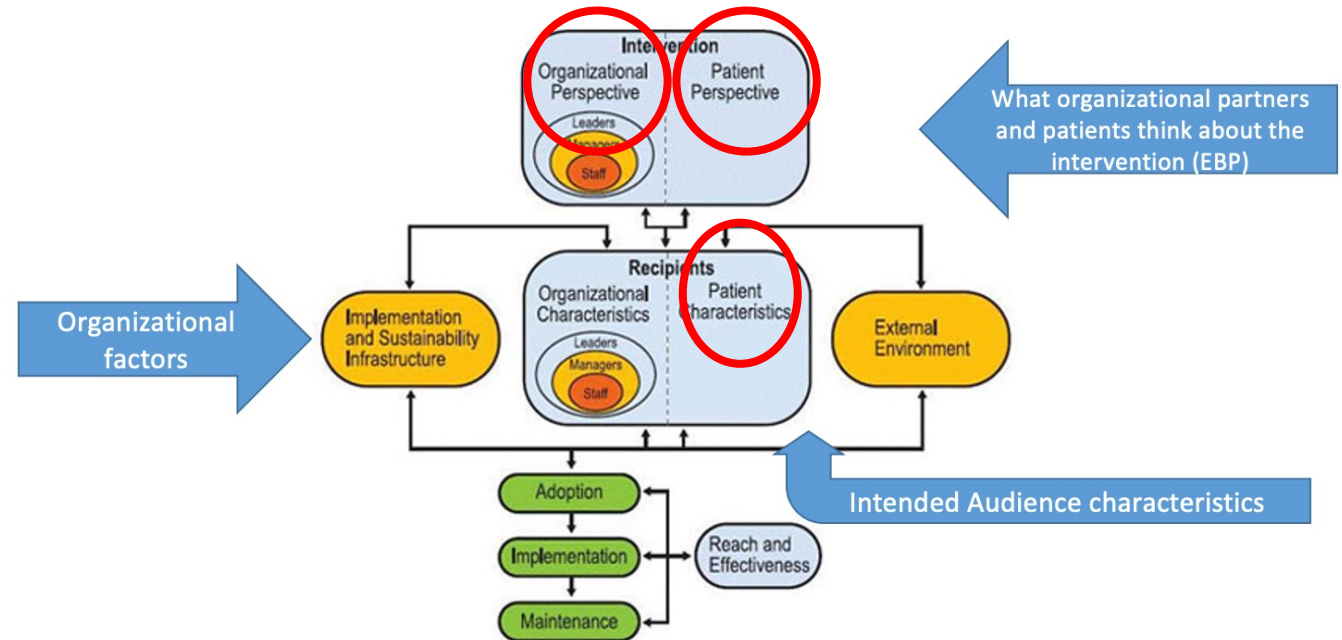 Intervention
Organizational
Perspective
Patient
Perspective
Leaders
Managers
Staff
What organizational partners
and patients think about the
intervention (EBP)
Recipients
Organizational
Characteristics
Patient
Characteristics
Leaders
Managers
Staff
Organizational
factors
Implementation
and Sustainability
Infrastructure
External
Environment
Intended Audience characteristics
Adoption
Implementation
Maintenance
Reach and
Effectiveness